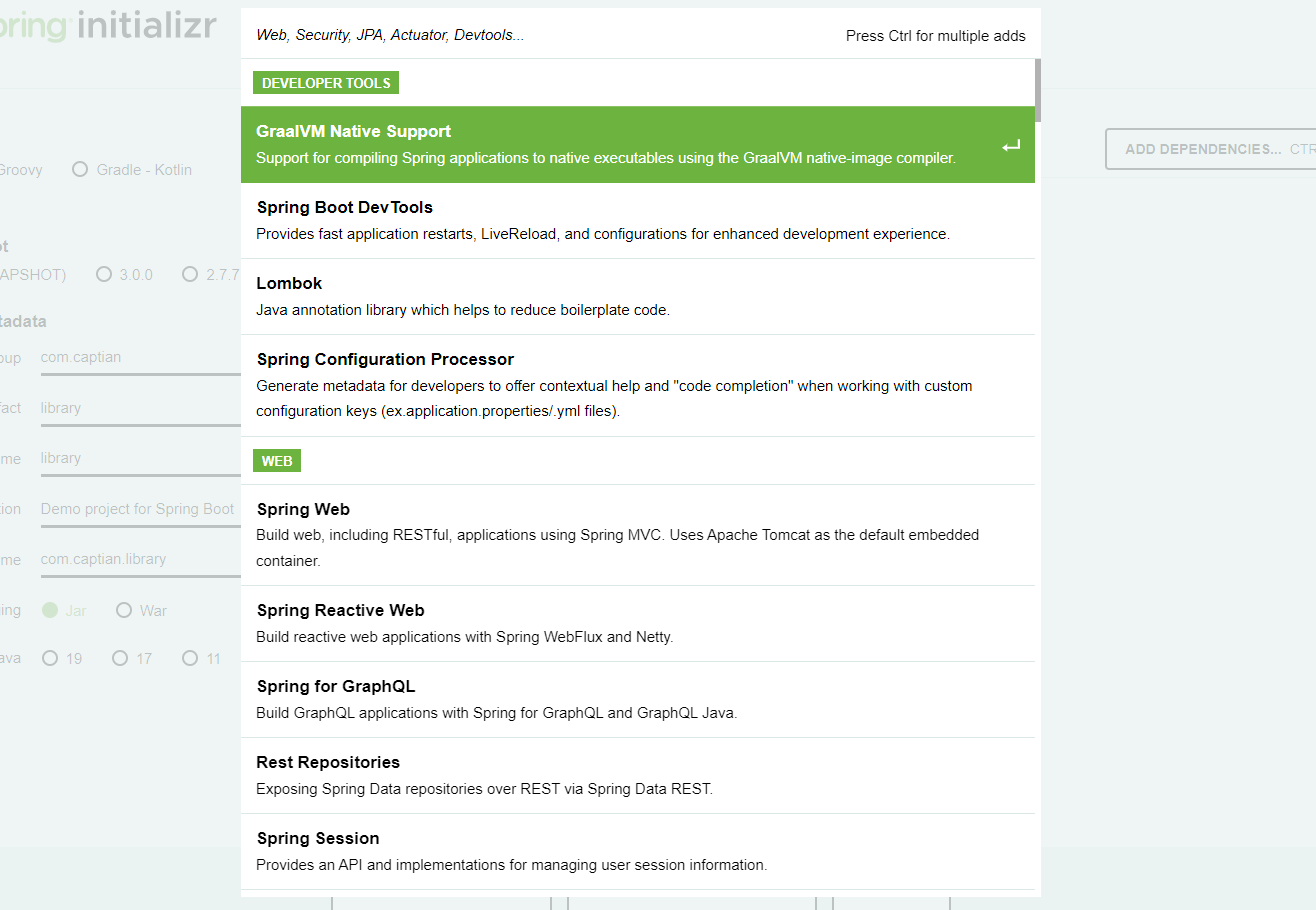 pring initializr
Web, Security, JPA, Actuator, Devtools...
Press Ctrl for multiple adds
DEVELOPER TOOLS
GraalVM Native Support
Support for compiling Spring applications to native executables using the GraalVM native-image compiler.
Groovy
Gradle - Kotlin
ADD DEPENDENCIES... CTR
Spring Boot DevTools
Provides fast application restarts, LiveReload, and configurations for enhanced development experience.
ot
APSHOT)
3.0.0
2.7.7
Lombok
Java annotation library which helps to reduce boilerplate code.
tadata
oup
com.captian
Spring Configuration Processor
Generate metadata for developers to offer contextual help and "code completion" when working with custom
configuration keys (ex.application.properties/.yml files).
fact
library
me
library
WEB
tion
Demo project for Spring Boot
Spring Web
Build web, including RESTful, applications using Spring MVC. Uses Apache Tomcat as the default embedded
container.
me
com.captian.library
ing
Jar
War
Spring Reactive Web
Build reactive web applications with Spring WebFlux and Netty.
ava
19
17
11
Spring for GraphQL
Build GraphQL applications with Spring for GraphQL and GraphQL Java.
Rest Repositories
Exposing Spring Data repositories over REST via Spring Data REST.
Spring Session
Provides an API and implementations for managing user session information.